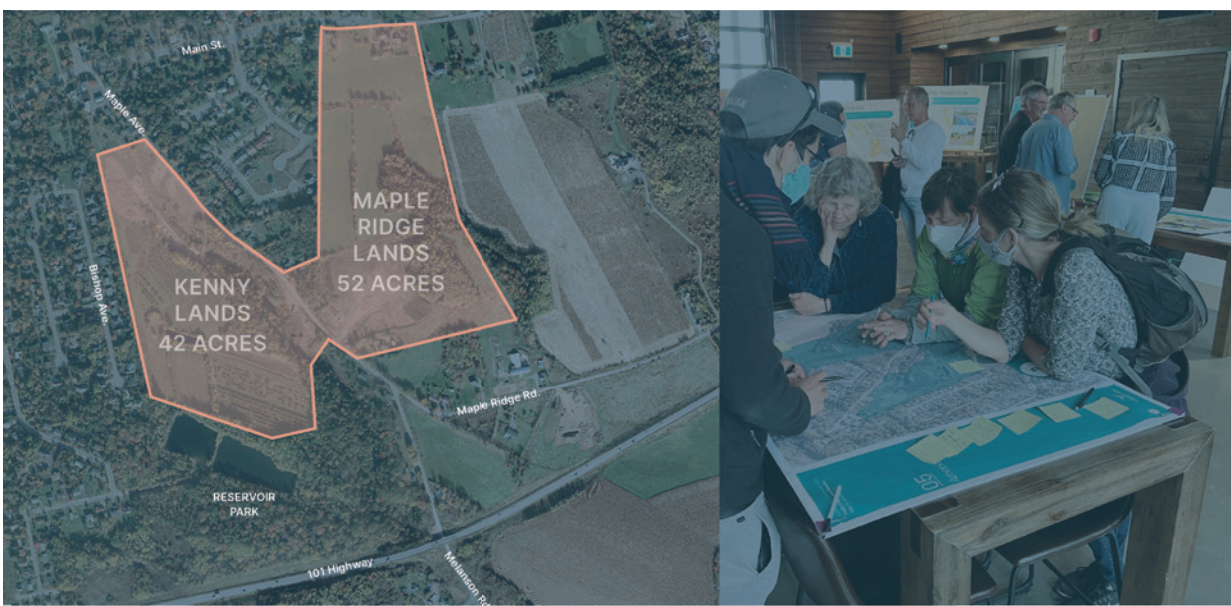 Main St.
Maple Ave.
MAPLE
RIDGE
LANDS
52 ACRES
KENNY
LANDS
42 ACRES
Bishop Ave.
Maple Ridge Rd.
RESERVOIR
PARK
101 Highway
Melanson Rd.
05